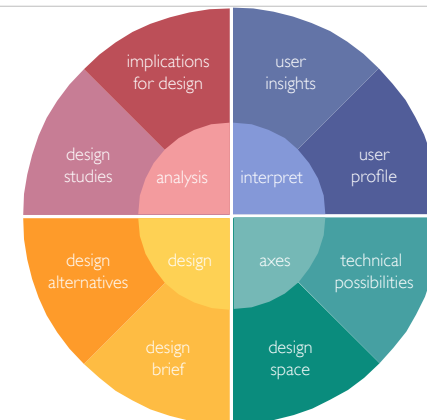 implications
for design
user
insights
design
studies
analysis
interpret
user
profile
design
alternatives
design
axes
technical
possibilities
design
brief
design
space